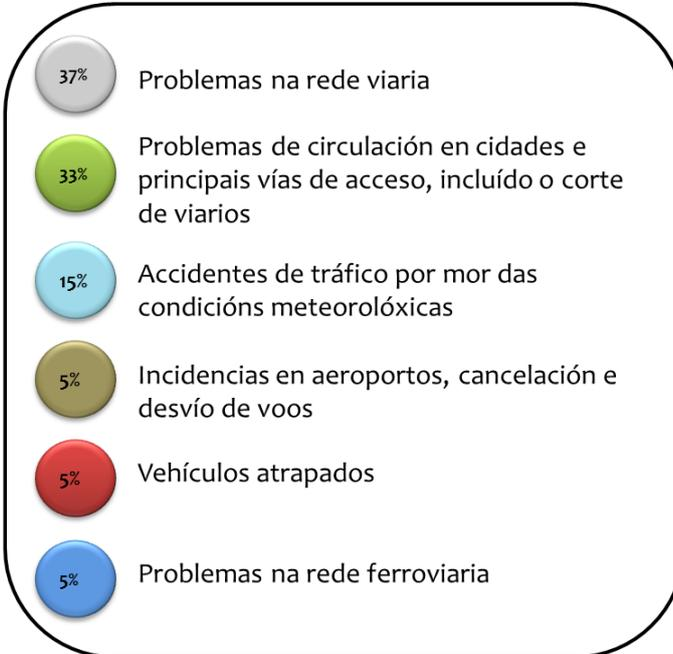 37% Problemas na rede viaria
33% Problemas de circulación en cidades e
principais vías de acceso, incluído o corte
de viarios
15% Accidentes de tráfico por mor das
condicións meteorolóxicas
5% Incidencias en aeroportos, cancelación e
desvío de voos
5% Vehículos atrapados
5% Problemas na rede ferroviaria